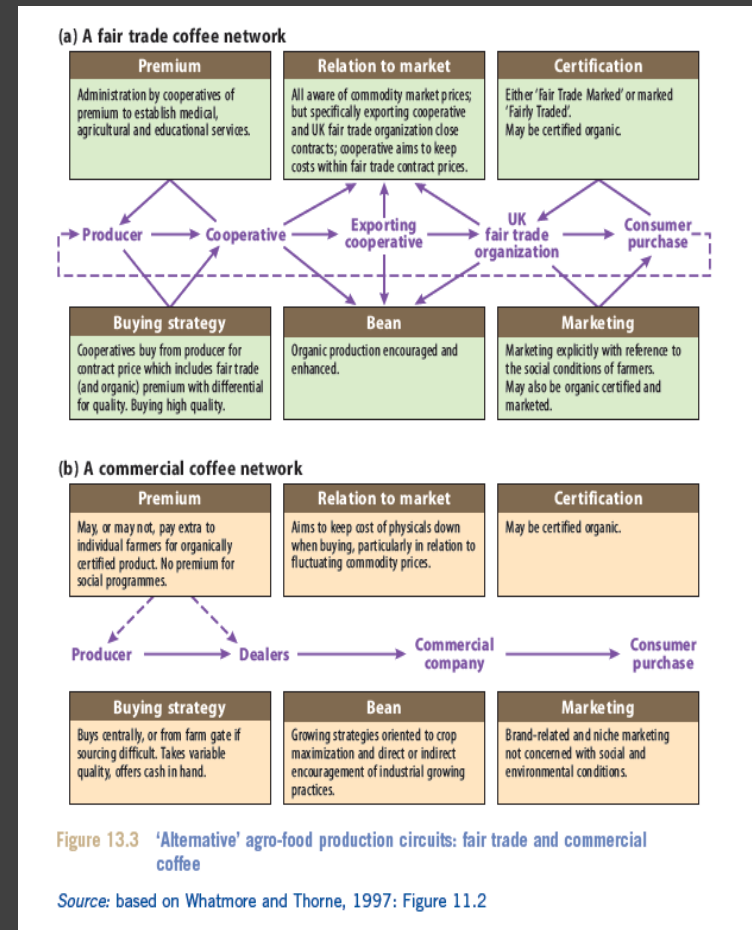 (a) A fair trade coffee network
Premium
Administration by cooperatives of
premium to establish medical,
agricultural and educational services.
Relation to market
All aware of commodity market prices;
but specifically exporting cooperative
and UK fair trade organization close
contracts; cooperative aims to keep
costs within fair trade contract prices.
Certification
Either 'Fair Trade Marked' or marked
'Fairly Traded'.
May be certified organic.
Producer
Cooperative
Exporting
cooperative
UK
fair trade
organization
Consumer
purchase
Buying strategy
Cooperatives buy from producer for
contract price which includes fair trade
(and organic) premium with differential
for quality. Buying high quality.
Bean
Organic production encouraged and
enhanced.
Marketing
Marketing explicitly with reference to
the social conditions of farmers.
May also be organic certified and
marketed.
(b) A commercial coffee network
Premium
May, or may not, pay extra to
individual farmers for organically
certified product. No premium for
social programmes.
Relation to market
Aims to keep cost of physicals down
when buying, particularly in relation to
fluctuating commodity prices.
Certification
May be certified organic.
Producer
Dealers
Commercial
company
Consumer
purchase
Buying strategy
Buys centrally, or from farm gate if
sourcing difficult. Takes variable
quality, offers cash in hand.
Bean
Growing strategies oriented to crop
maximization and direct or indirect
encouragement of industrial growing
practices.
Marketing
Brand-related and niche marketing
not concerned with social and
environmental conditions.
Figure 13.3 'Alternative' agro-food production circuits: fair trade and commercial
coffee
Source: based on Whatmore and Thorne, 1997: Figure 11.2